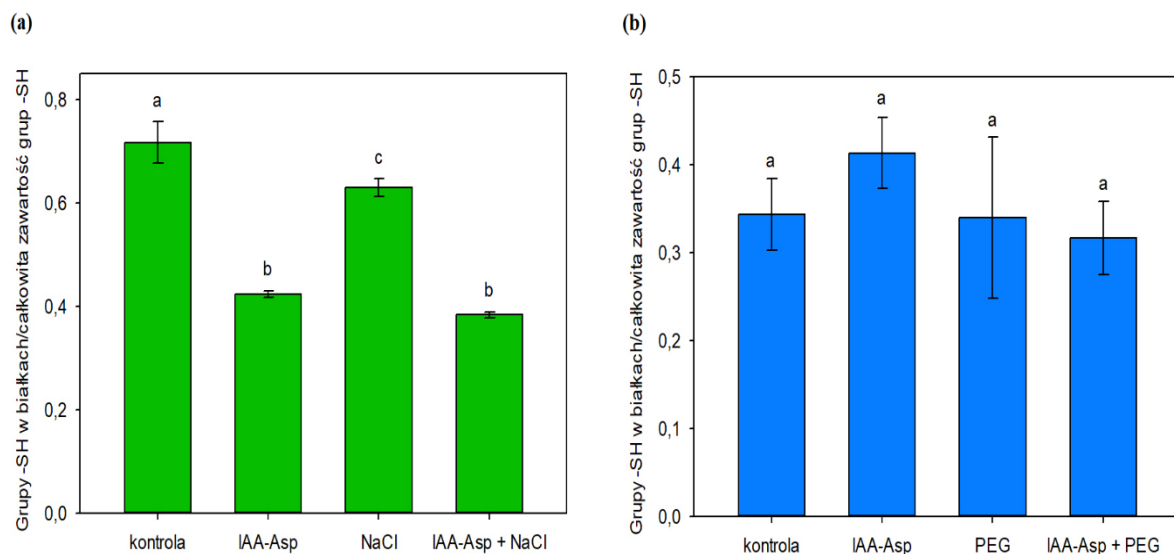 (a)
Grupy -SH w białkach/całkowita zawartość grup -SH
0,8
0,6
0,4
0,2
0,0
a
b
c
b
kontrola
IAA-Asp
NaCl
IAA-Asp + NaCl
(b)
Grupy -SH w białkach/całkowita zawartość grup -SH
0,5
0,4
0,3
0,2
0,1
0,0
a
a
a
a
kontrola
IAA-Asp
PEG
IAA-Asp + PEG